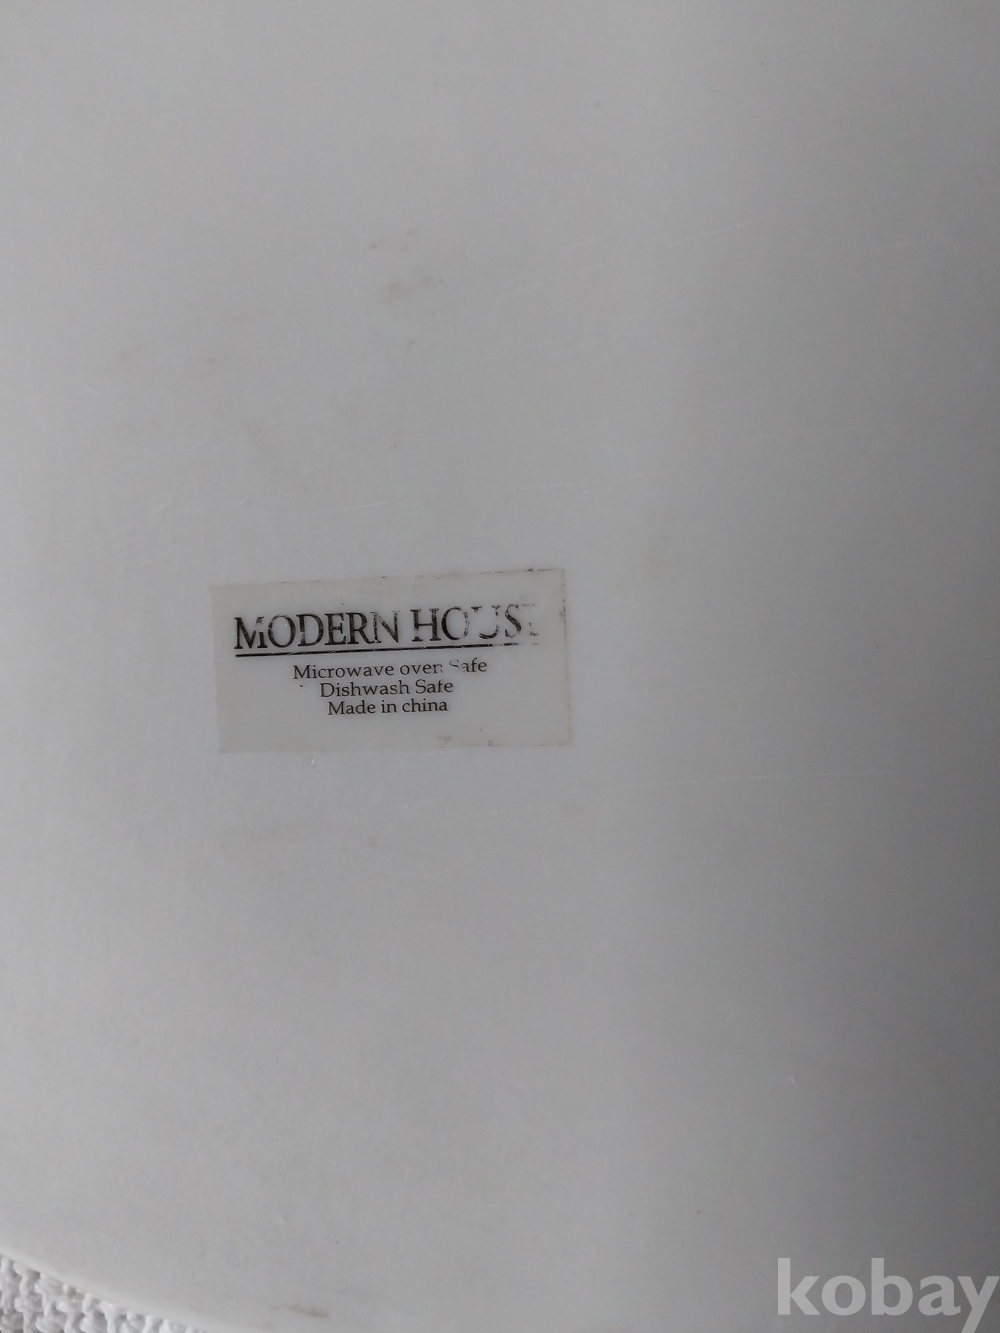 MODERN HOUSE
Microwave oven Safe
Dishwash Safe
Made in china
kobay